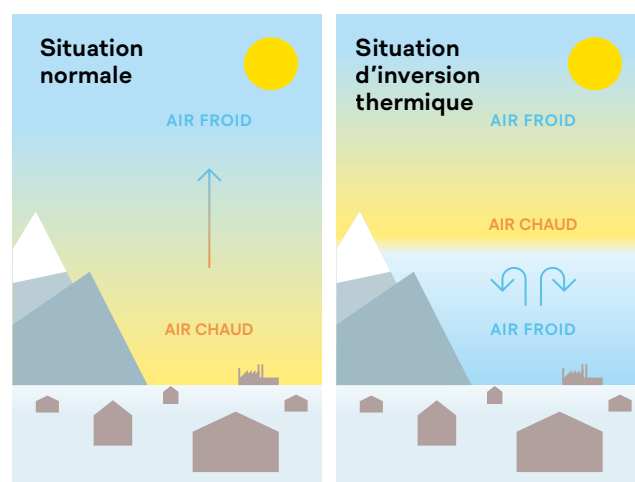 Situation
normale
AIR FROID
AIR CHAUD
Situation
d’inversion
thermique
AIR FROID
AIR CHAUD
AIR FROID